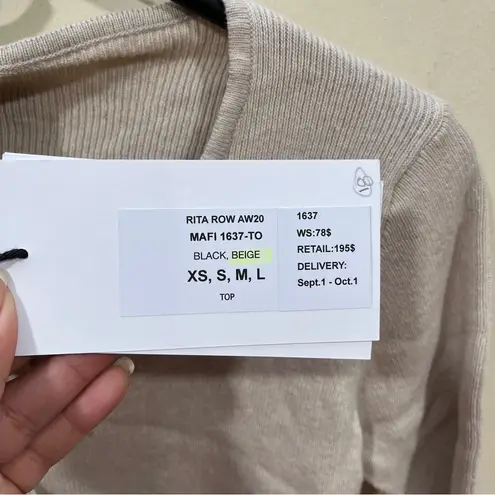 RITA ROW AW20
MAFI 1637-TO
BLACK, BEIGE
XS, S, M, L
TOP
1637
WS:78$
RETAIL:195$
DELIVERY:
Sept.1 - Oct.1